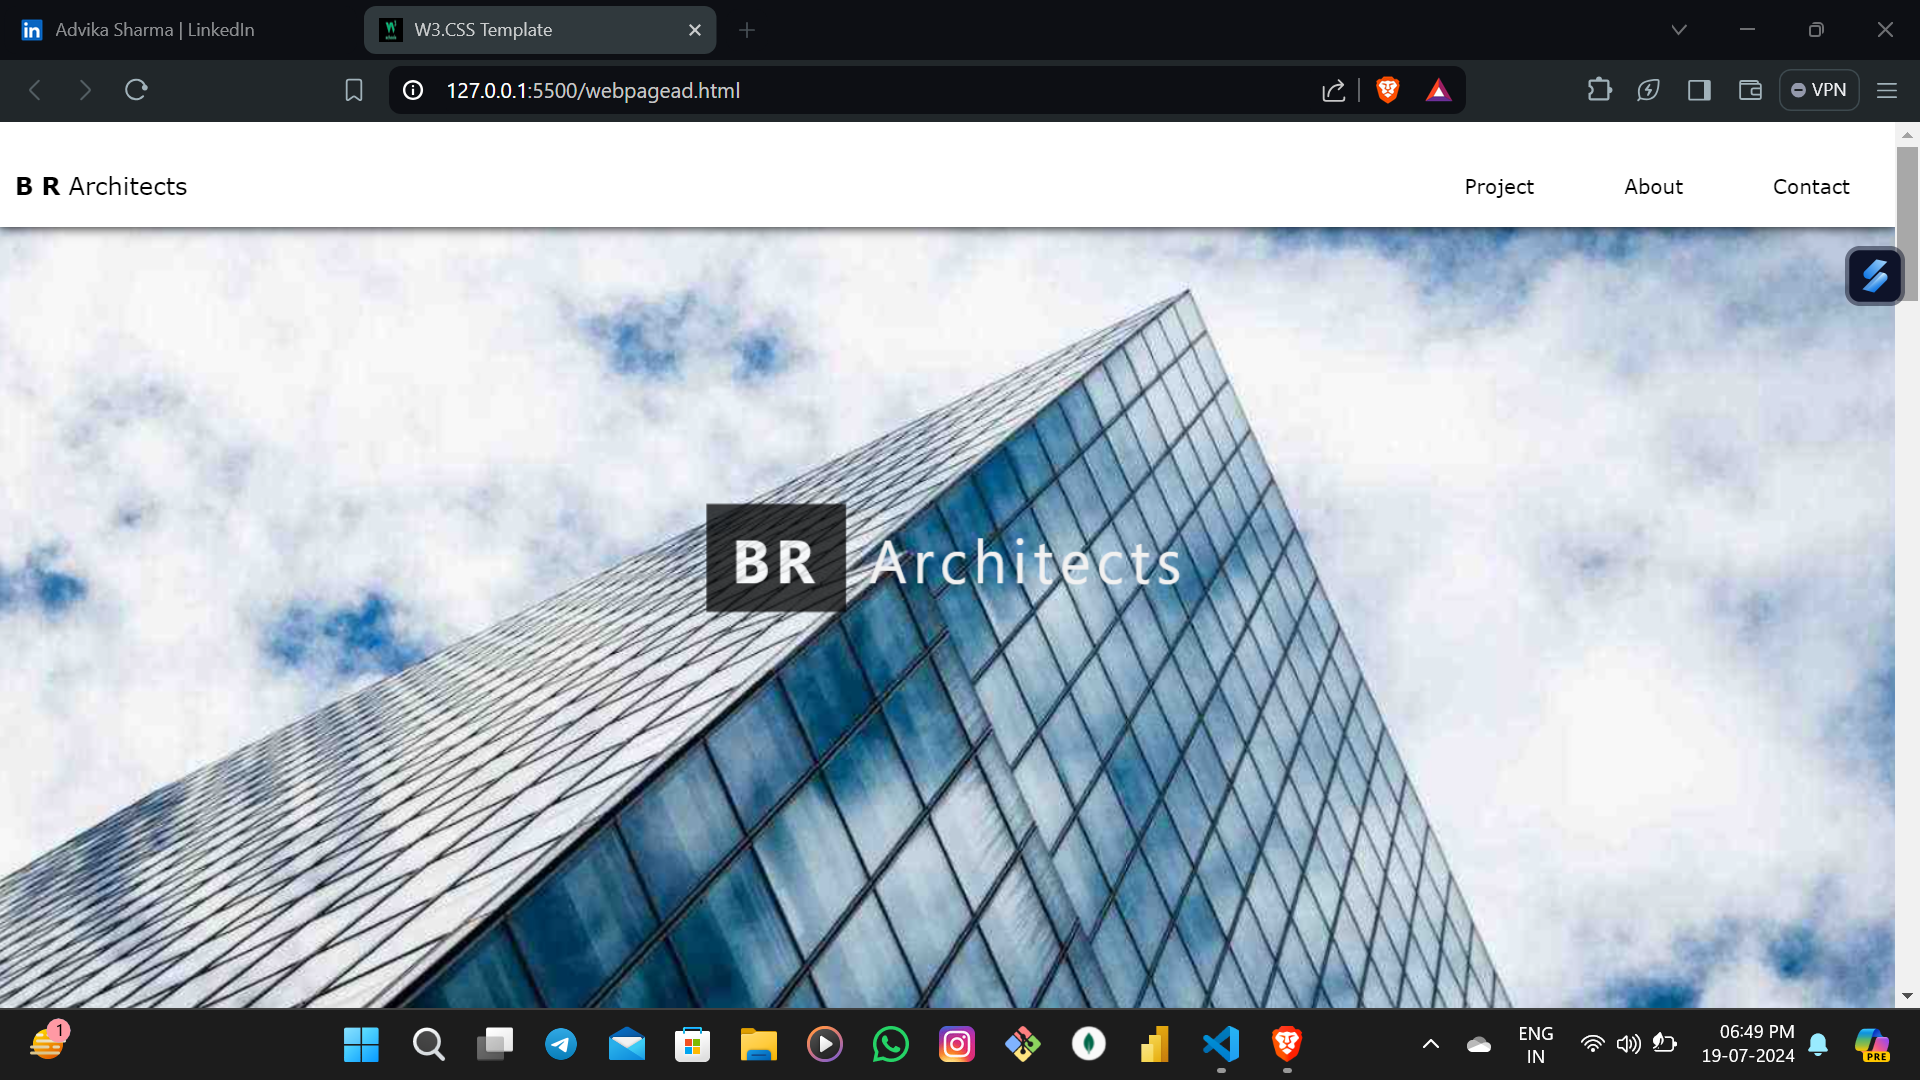 Advika Sharma | LinkedIn
W3.CSS Template
127.0.0.1:5500/webpagead.html
VPN
B R Architects
Project
About
Contact
BR Architects
1
ENG
IN
06:49 PM
19-07-2024
PRE